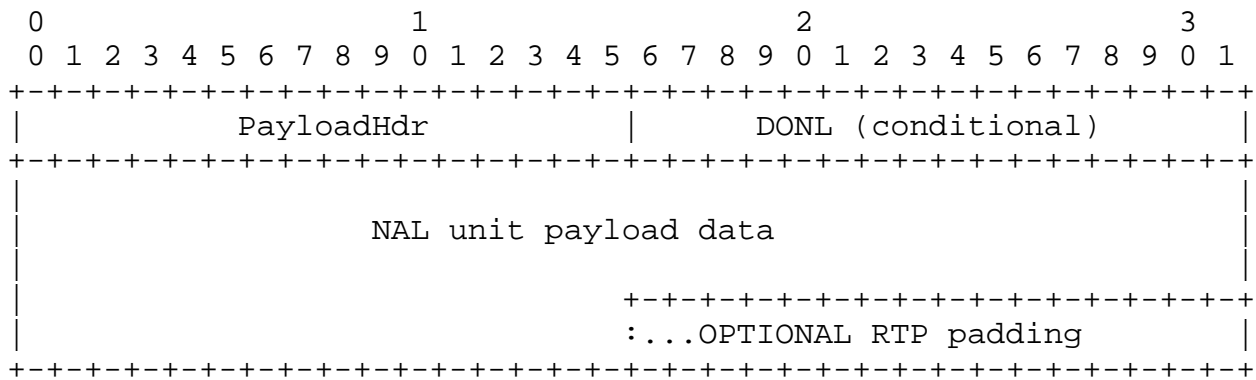 0                   1                   2                   3
 0 1 2 3 4 5 6 7 8 9 0 1 2 3 4 5 6 7 8 9 0 1 2 3 4 5 6 7 8 9 0 1
+-+-+-+-+-+-+-+-+-+-+-+-+-+-+-+-+-+-+-+-+-+-+-+-+-+-+-+-+-+-+-+-+
|           PayloadHdr          |      DONL (conditional)       |
+-+-+-+-+-+-+-+-+-+-+-+-+-+-+-+-+-+-+-+-+-+-+-+-+-+-+-+-+-+-+-+-+
|                                                               |
|                  NAL unit payload data                        |
|                                                               |
|                               +-+-+-+-+-+-+-+-+-+-+-+-+-+-+-+-+
|                               :...OPTIONAL RTP padding        |
+-+-+-+-+-+-+-+-+-+-+-+-+-+-+-+-+-+-+-+-+-+-+-+-+-+-+-+-+-+-+-+-+